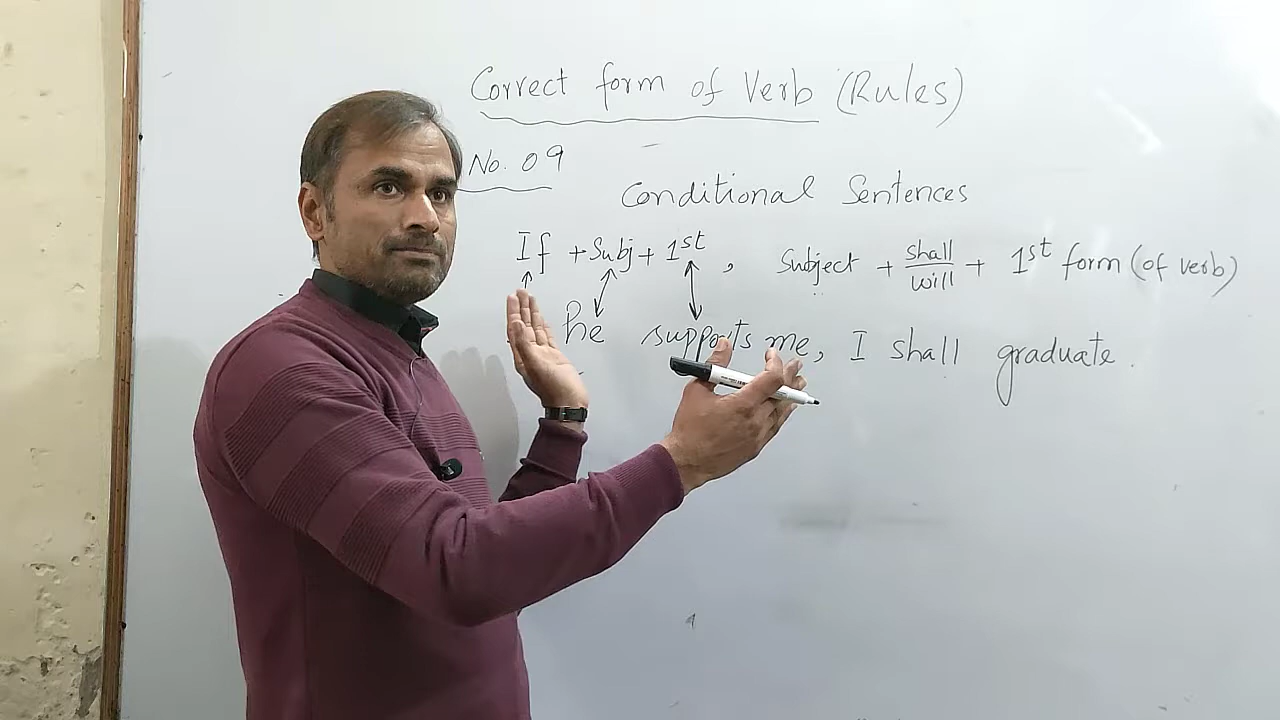 Correct form of Verb (Rules)
No. 09
Conditional Sentences
If + Subj + 1st , Subject + shall/will + 1st form (of verb)
he supports me, I shall graduate.